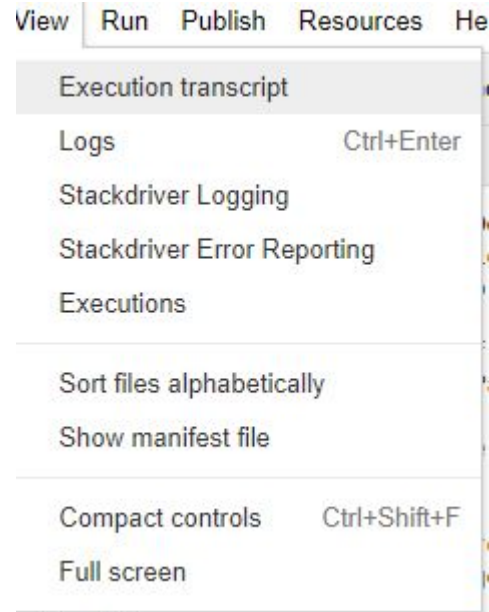 View Run Publish Resources He
Execution transcript
Logs Ctrl+Enter
Stackdriver Logging
Stackdriver Error Reporting
Executions
Sort files alphabetically
Show manifest file
Compact controls Ctrl+Shift+F
Full screen